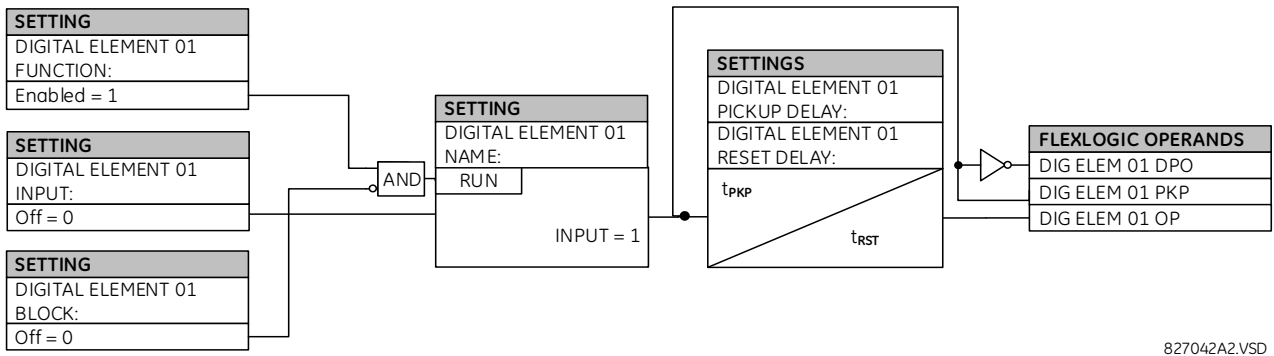 SETTING
DIGITAL ELEMENT 01
FUNCTION:
Enabled = 1
SETTING
DIGITAL ELEMENT 01
INPUT:
Off = 0
SETTING
DIGITAL ELEMENT 01
BLOCK:
Off = 0
AND
SETTING
DIGITAL ELEMENT 01
NAME:
RUN
INPUT = 1
SETTINGS
DIGITAL ELEMENT 01
PICKUP DELAY:
DIGITAL ELEMENT 01
RESET DELAY:
tPKP
tRST
FLEXLOGIC OPERANDS
DIG ELEM 01 DPO
DIG ELEM 01 PKP
DIG ELEM 01 OP
827042A2.VSD